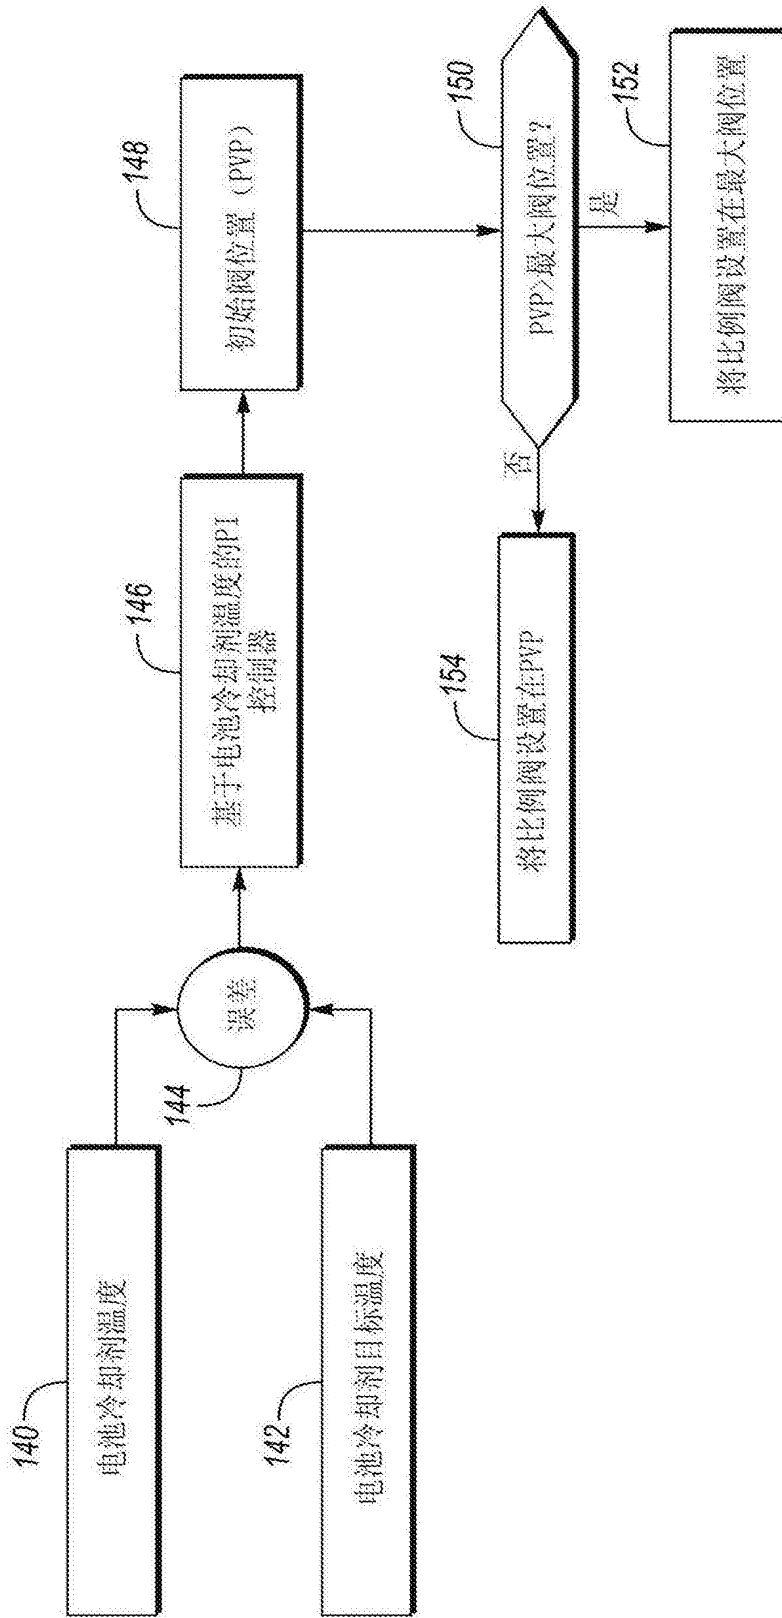 140
电池冷却剂温度
142
电池冷却剂目标温度
144
误差
146
基于电池冷却剂温度的PI
控制器
148
初始阀位置 (PVP)
150
PVP>最大阀位置?
是
152
将比例阀设置在最大阀位置
否
154
将比例阀设置在PVP